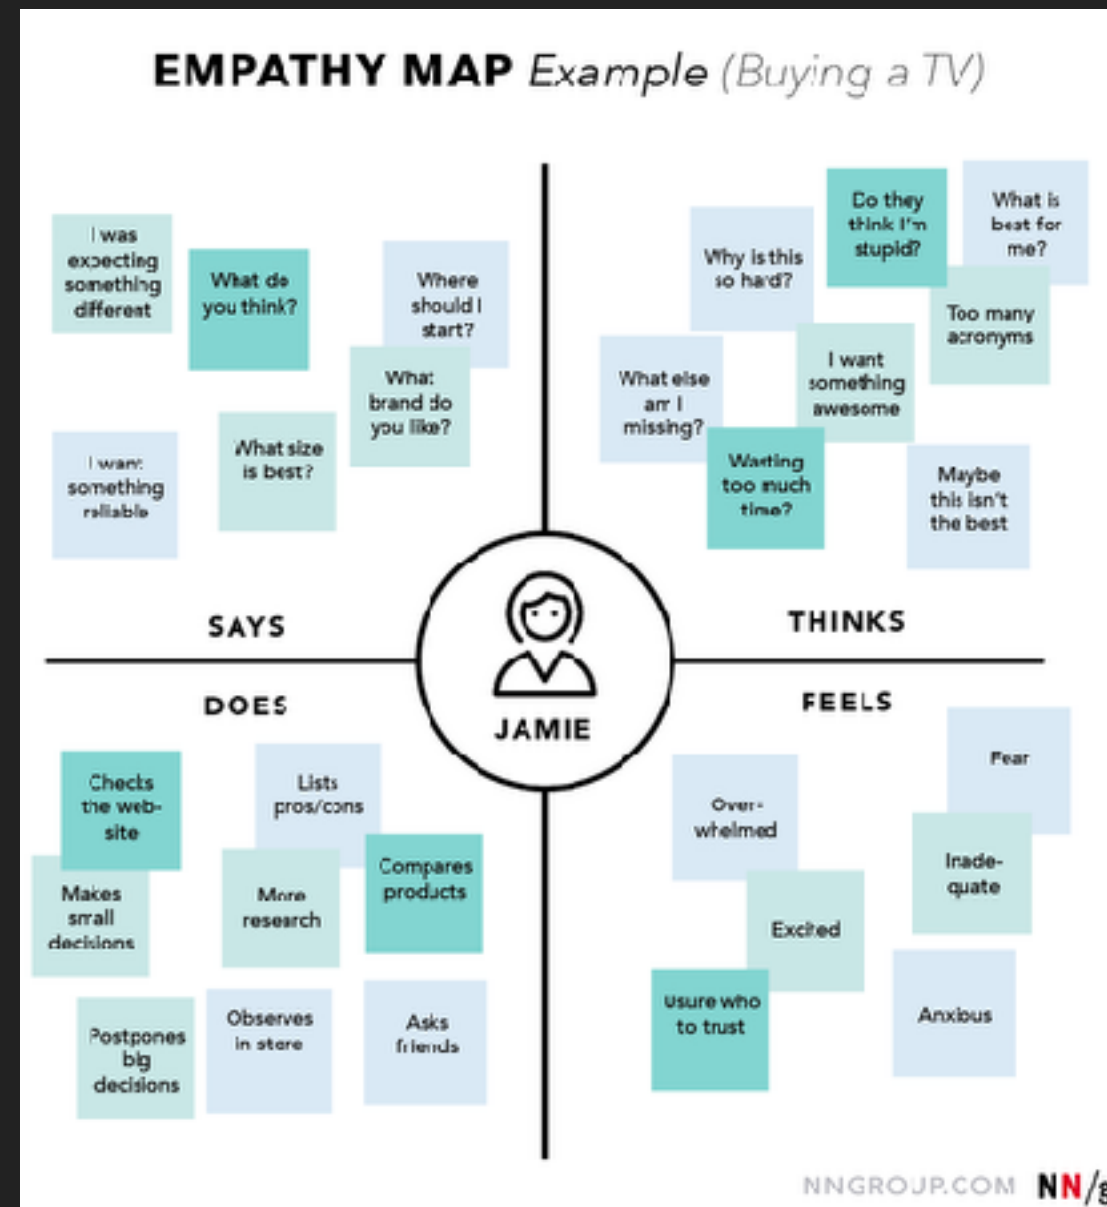 EMPATHY MAP Example (Buying a TV)
I was
expecting
something
different
What do
you think?
Where
should I
start?
What
brand do
you like?
I want
something
reliable
What size
is best?
SAYS
Why is this
so hard?
Do they
think I'm
stupid?
What is
best for
me?
Too many
acronyms
What else
am I
missing?
I want
something
awesome
Wasting
too much
time?
Maybe
this isn't
the best
THINKS
JAMIE
DOES
Checks
the web-
site
Lists
pros/cons
Makes
small
decisions
More
research
Compares
products
Postpones
big
decisions
Observes
in store
Asks
friends
FEELS
Over-
whelmed
Fear
Inade-
quate
Excited
Usure who
to trust
Anxious
NNGROUP.COM NN/g